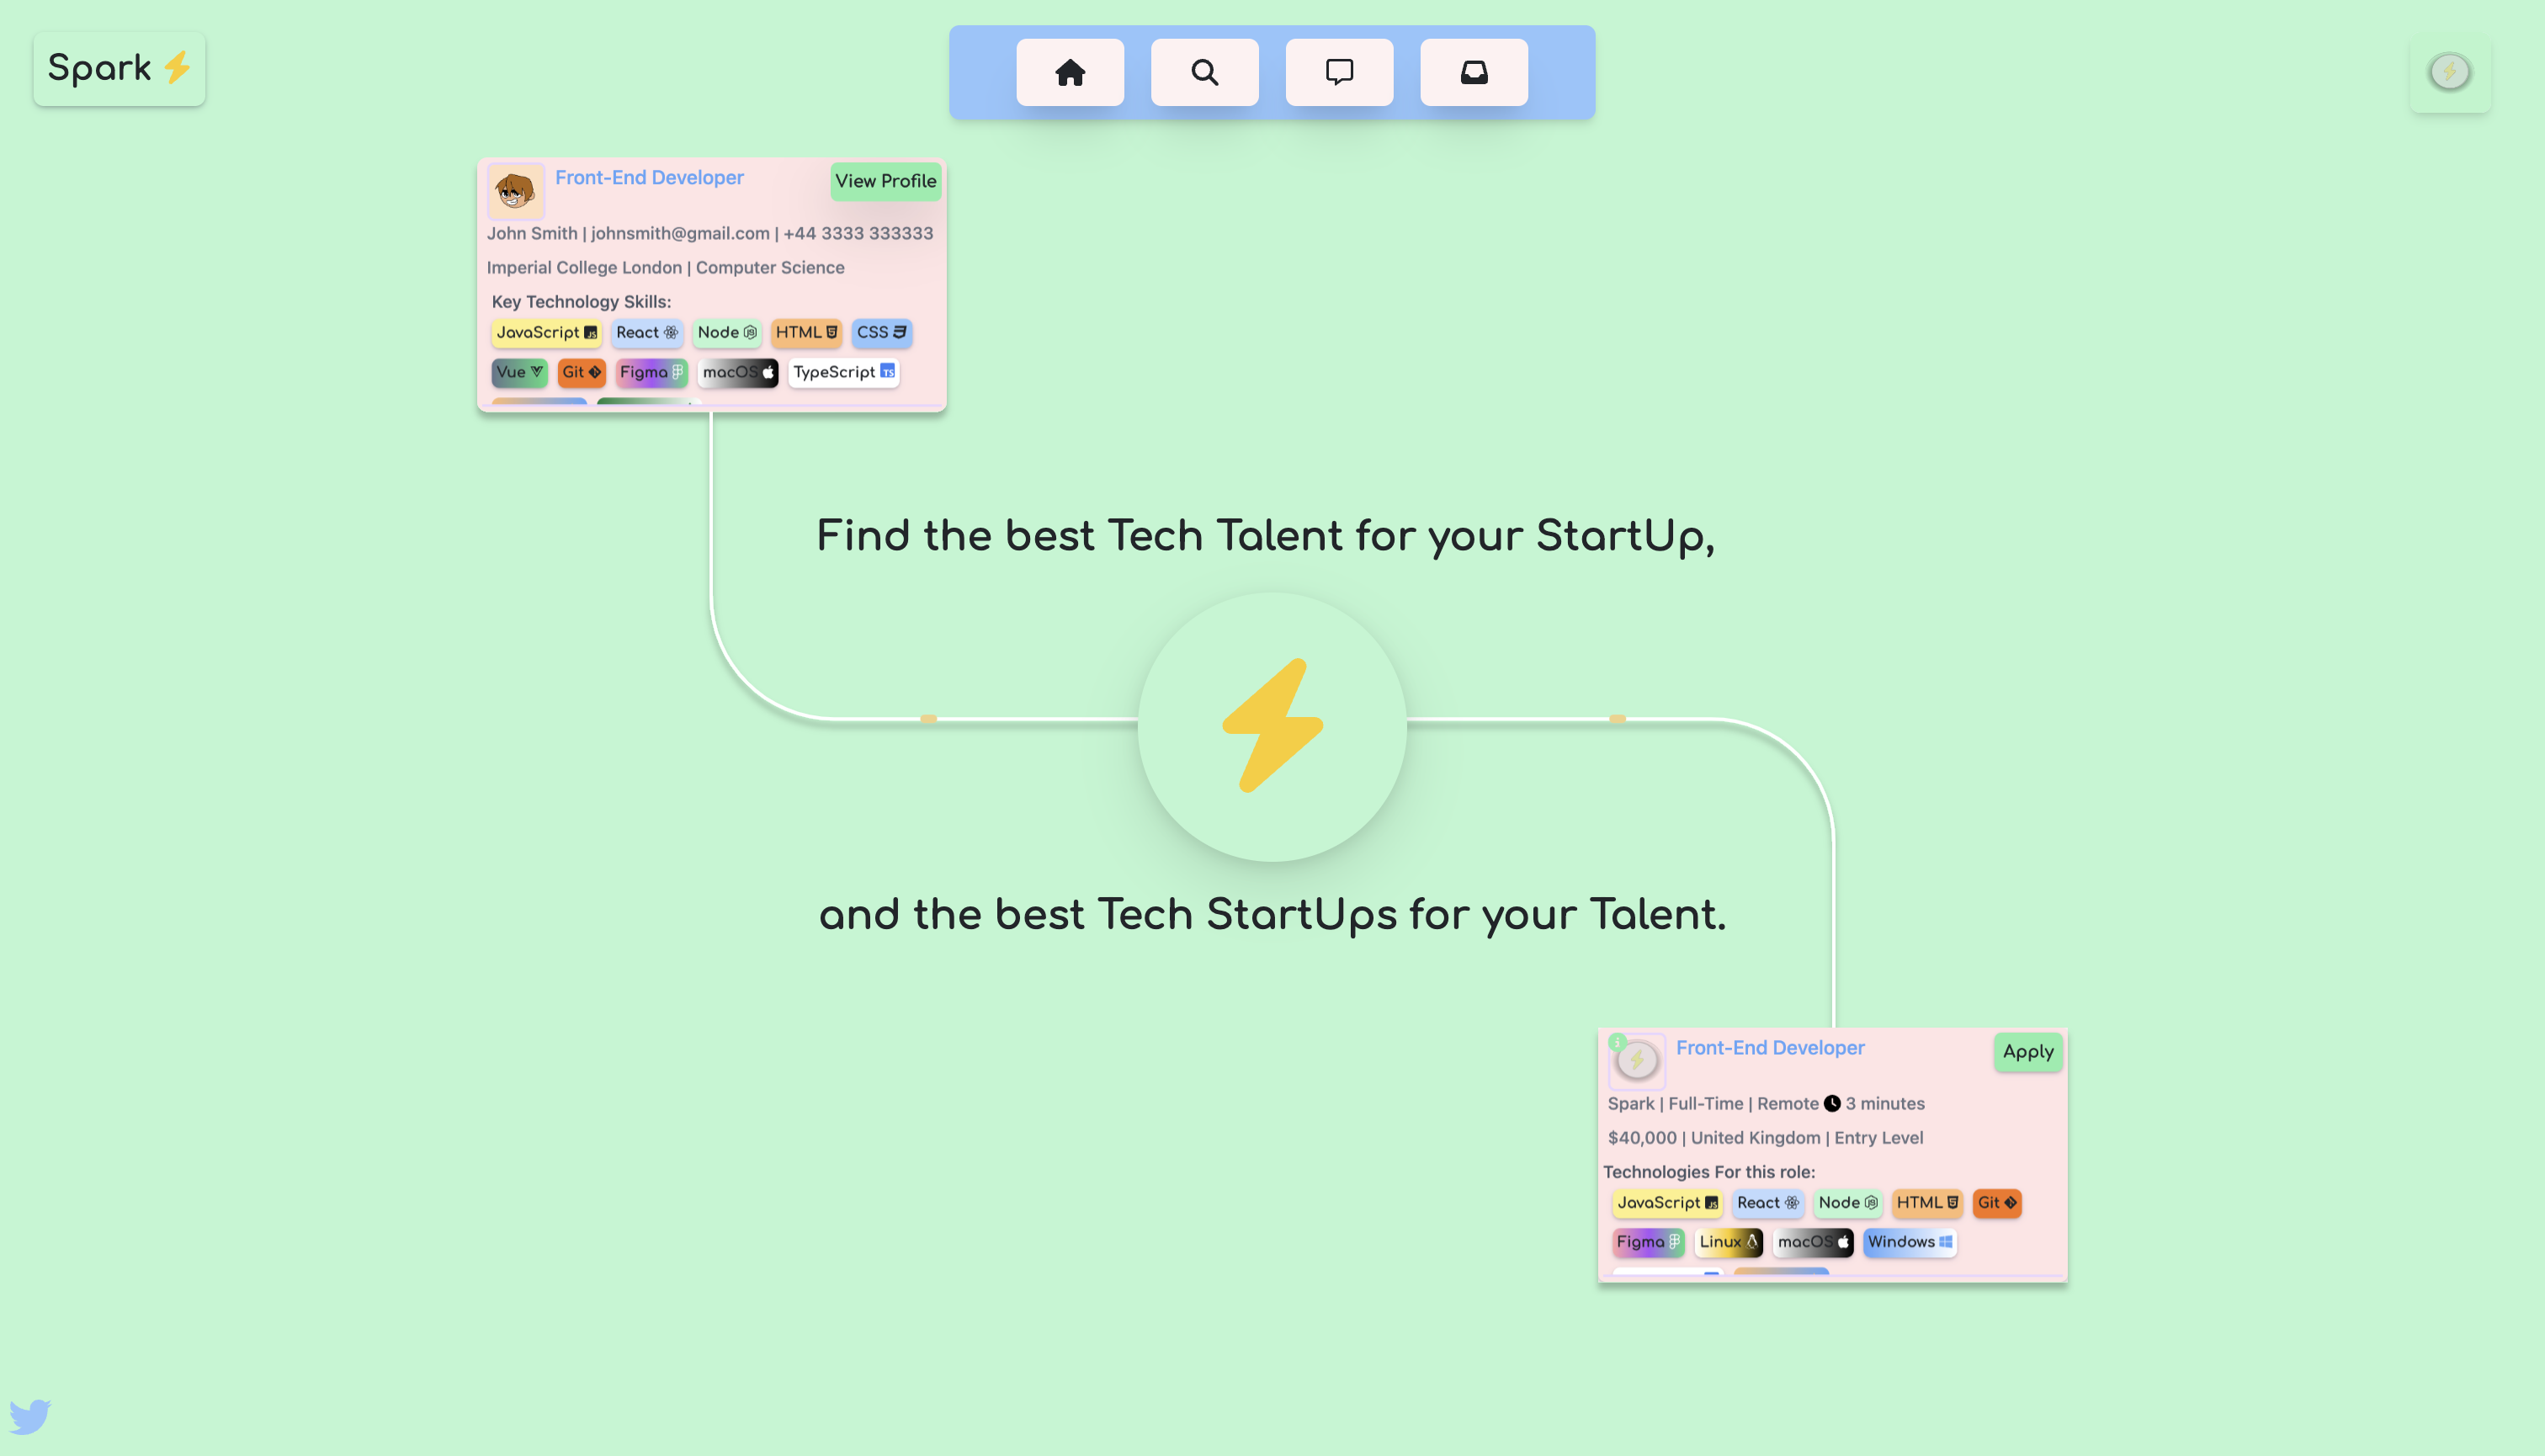 Spark
Front-End Developer
View Profile
John Smith | johnsmith@gmail.com | +44 3333 333333
Imperial College London | Computer Science
Key Technology Skills:
JavaScript React Node HTML CSS
Vue Git Figma macOS TypeScript
Find the best Tech Talent for your StartUp,
and the best Tech StartUps for your Talent.
Front-End Developer
Apply
Spark | Full-Time | Remote 3 minutes
$40,000 | United Kingdom | Entry Level
Technologies For this role:
JavaScript React Node HTML Git
Figma Linux macOS Windows